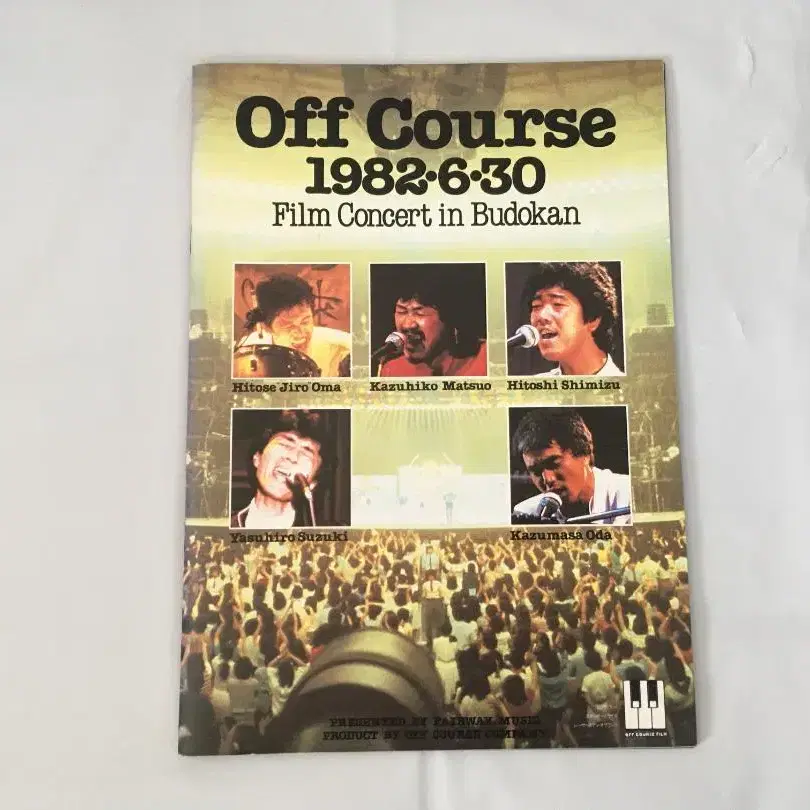 Off Course
1982·6·30
Film Concert in Budokan
Hitose "Jiro" Oma
Kazuhiko Matsuo
Hitoshi Shimizu
Yasuhiro Suzuki
Kazumasa Oda
PRESENTED BY FAIRWAY MUSIC
PRODUCT BY OFF COURSE COMPANY
OFF COURSE FILM